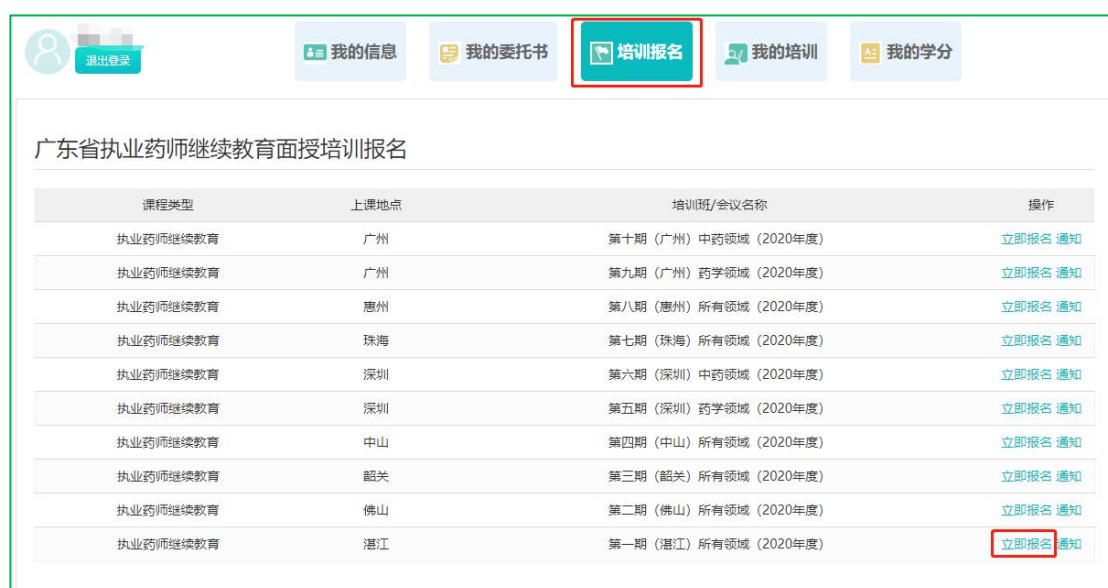 我的信息 我的委托书 培训报名 我的培训 我的学分
退出登录
广东省执业药师继续教育面授培训报名
课程类型 上课地点 培训班/会议名称 操作
执业药师继续教育 广州 第十期（广州）中药领域（2020年度） 立即报名 通知
执业药师继续教育 广州 第九期（广州）药学领域（2020年度） 立即报名 通知
执业药师继续教育 惠州 第八期（惠州）所有领域（2020年度） 立即报名 通知
执业药师继续教育 珠海 第七期（珠海）所有领域（2020年度） 立即报名 通知
执业药师继续教育 深圳 第六期（深圳）中药领域（2020年度） 立即报名 通知
执业药师继续教育 深圳 第五期（深圳）药学领域（2020年度） 立即报名 通知
执业药师继续教育 中山 第四期（中山）所有领域（2020年度） 立即报名 通知
执业药师继续教育 韶关 第三期（韶关）所有领域（2020年度） 立即报名 通知
执业药师继续教育 佛山 第二期（佛山）所有领域（2020年度） 立即报名 通知
执业药师继续教育 湛江 第一期（湛江）所有领域（2020年度） 立即报名 通知